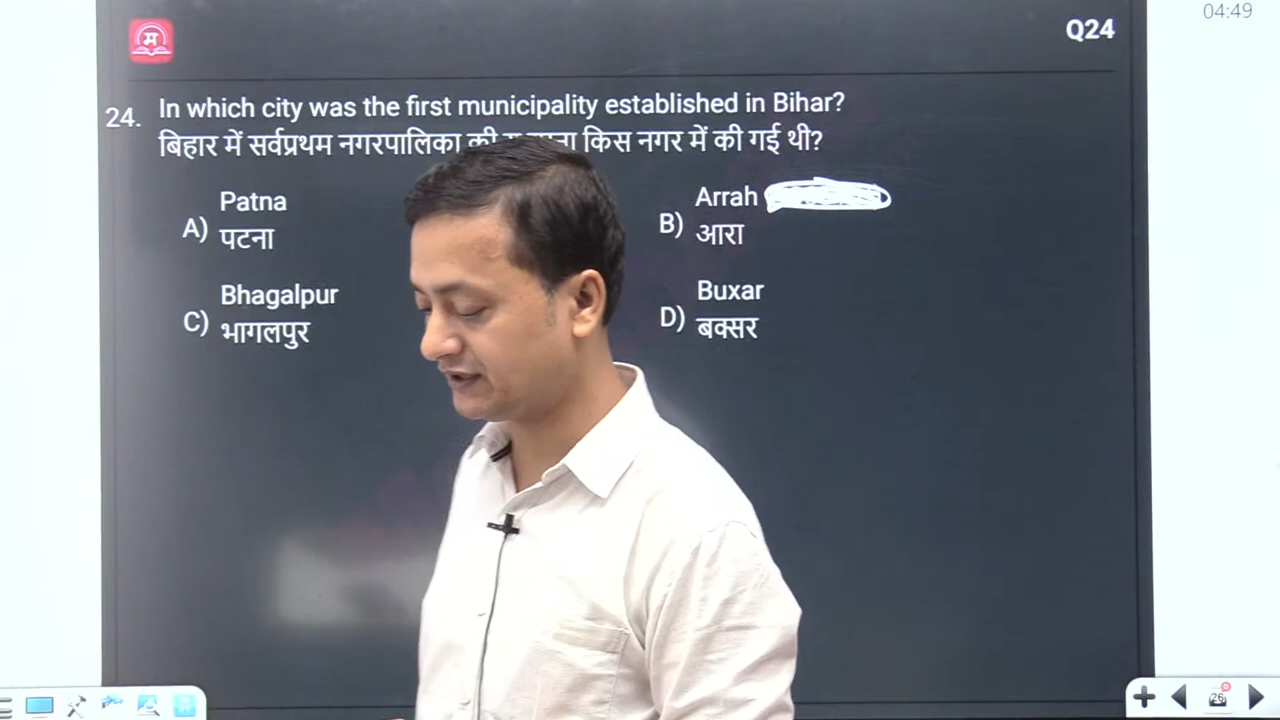 04:49
म
Q24
24. In which city was the first municipality established in Bihar?
बिहार में सर्वप्रथम नगरपालिका की किस नगर में की गई थी?
A) Patna
पटना
B) Arrah
आरा
C) Bhagalpur
भागलपुर
D) Buxar
बक्सर
26